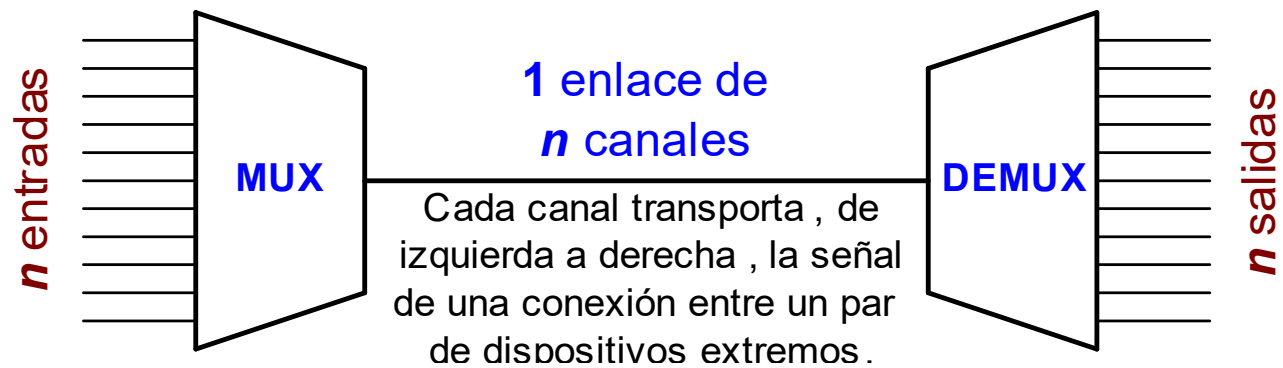 n entradas
MUX
1 enlace de
n canales
Cada canal transporta , de
izquierda a derecha , la señal
de una conexión entre un par
de dispositivos extremos.
DEMUX
n salidas